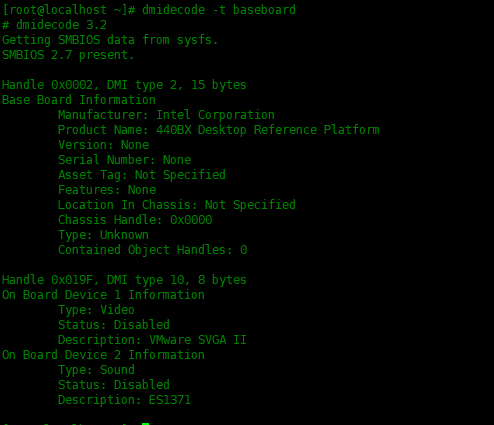 [root@localhost ~]# dmidecode -t baseboard
# dmidecode 3.2
Getting SMBIOS data from sysfs.
SMBIOS 2.7 present.

Handle 0x0002, DMI type 2, 15 bytes
Base Board Information
        Manufacturer: Intel Corporation
        Product Name: 440BX Desktop Reference Platform
        Version: None
        Serial Number: None
        Asset Tag: Not Specified
        Features: None
        Location In Chassis: Not Specified
        Chassis Handle: 0x0000
        Type: Unknown
        Contained Object Handles: 0

Handle 0x019F, DMI type 10, 8 bytes
On Board Device 1 Information
        Type: Video
        Status: Disabled
        Description: VMware SVGA II
On Board Device 2 Information
        Type: Sound
        Status: Disabled
        Description: ES1371